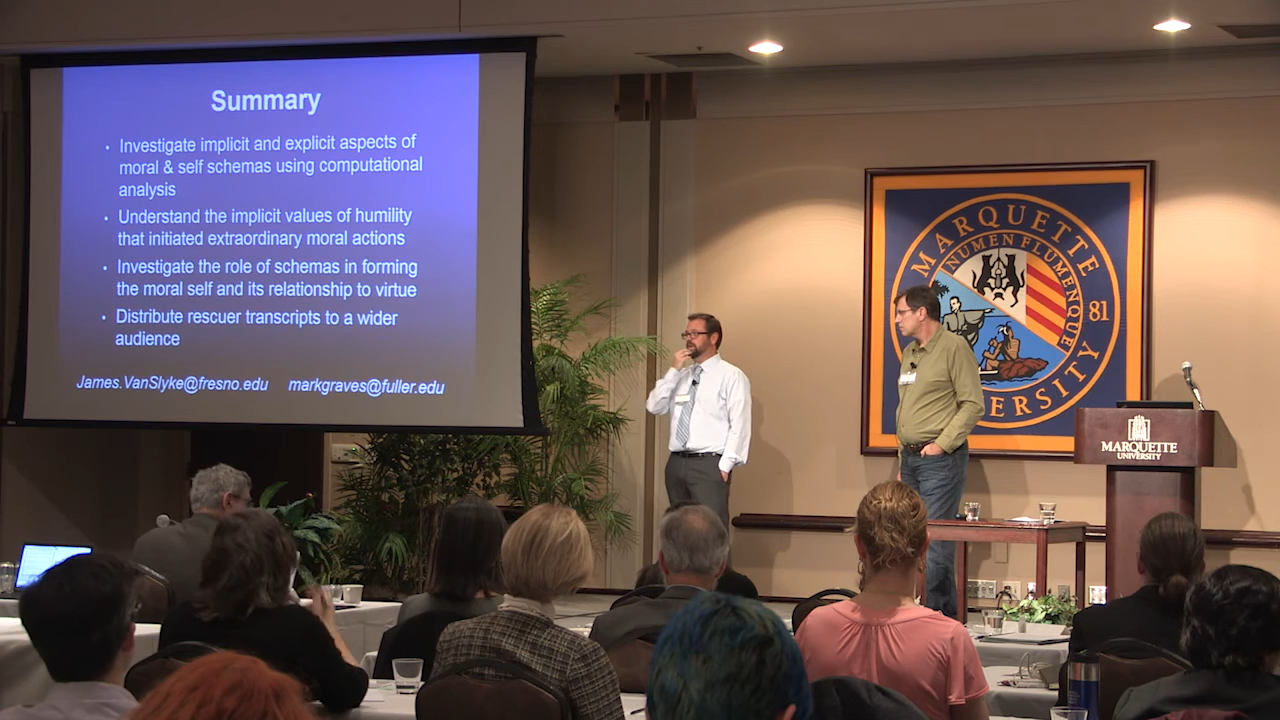 Summary
• Investigate implicit and explicit aspects of
moral & self schemas using computational
analysis
• Understand the implicit values of humility
that initiated extraordinary moral actions
• Investigate the role of schemas in forming
the moral self and its relationship to virtue
• Distribute rescuer transcripts to a wider
audience
James.VanSlyke@fresno.edu markgraves@fuller.edu
MARQUETTE
NUMEN FLUMENQUE
81
ERSITY
MARQUETTE
UNIVERSITY